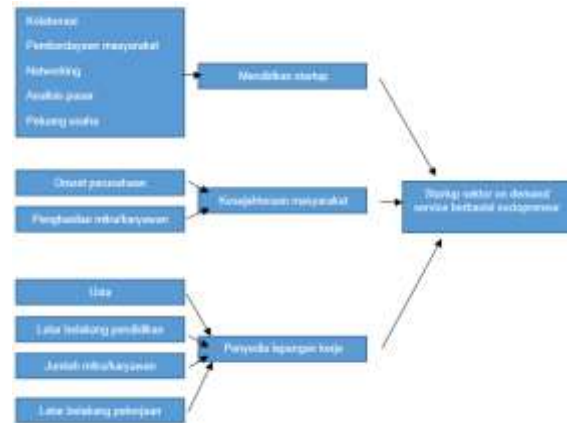 Kolaborasi
Pemberdayaan masyarakat
Networking
Analisis pasar
Peluang usaha
Mendirikan startup
Omset perusahaan
Penghasilan mitra/karyawan
Kesejahteraan masyarakat
Startup sektor on demand
service berbasis sociopreneur
Usia
Latar belakang pendidikan
Jumlah mitra/karyawan
Latar belakang pekerjaan
Penyedia lapangan kerja